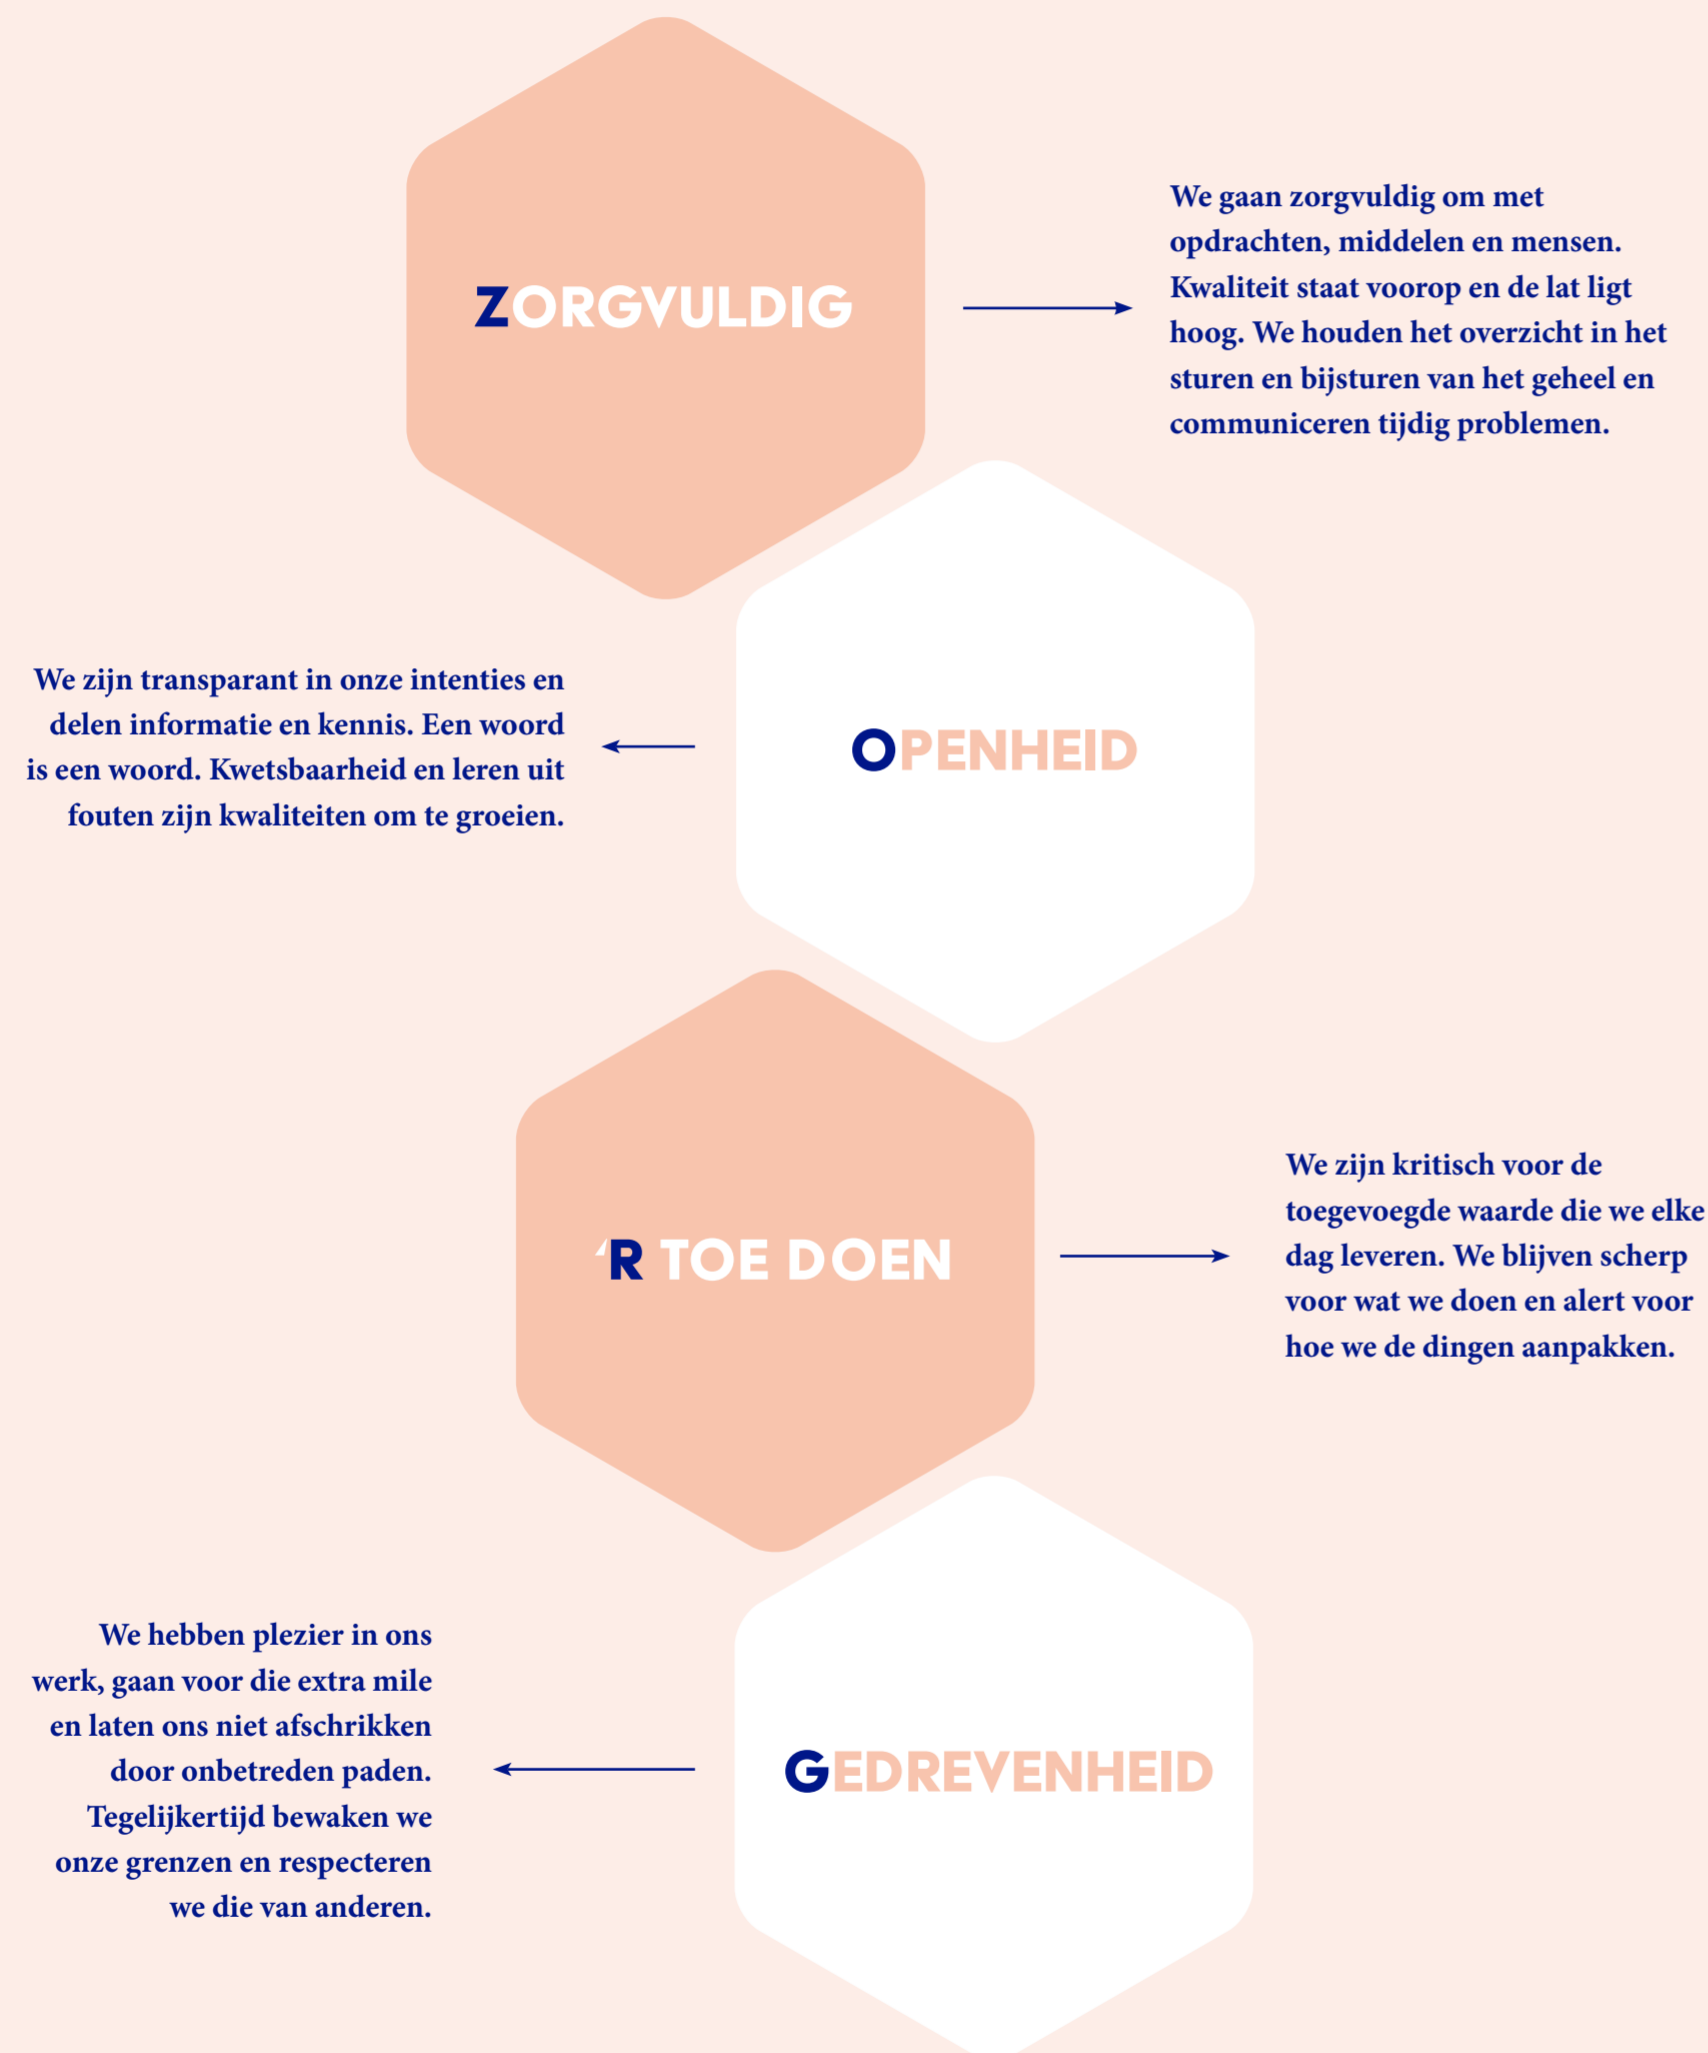 ZORGVULDIG
We gaan zorgvuldig om met
opdrachten, middelen en mensen.
Kwaliteit staat voorop en de lat ligt
hoog. We houden het overzicht in het
sturen en bijsturen van het geheel en
communiceren tijdig problemen.
OPENHEID
We zijn transparant in onze intenties en
delen informatie en kennis. Een woord
is een woord. Kwetsbaarheid en leren uit
fouten zijn kwaliteiten om te groeien.
'R TOE DOEN
We zijn kritisch voor de
toegevoegde waarde die we elke
dag leveren. We blijven scherp
voor wat we doen en alert voor
hoe we de dingen aanpakken.
GEDREVENHEID
We hebben plezier in ons
werk, gaan voor die extra mile
en laten ons niet afschrikken
door onbetreden paden.
Tegelijkertijd bewaken we
onze grenzen en respecteren
we die van anderen.